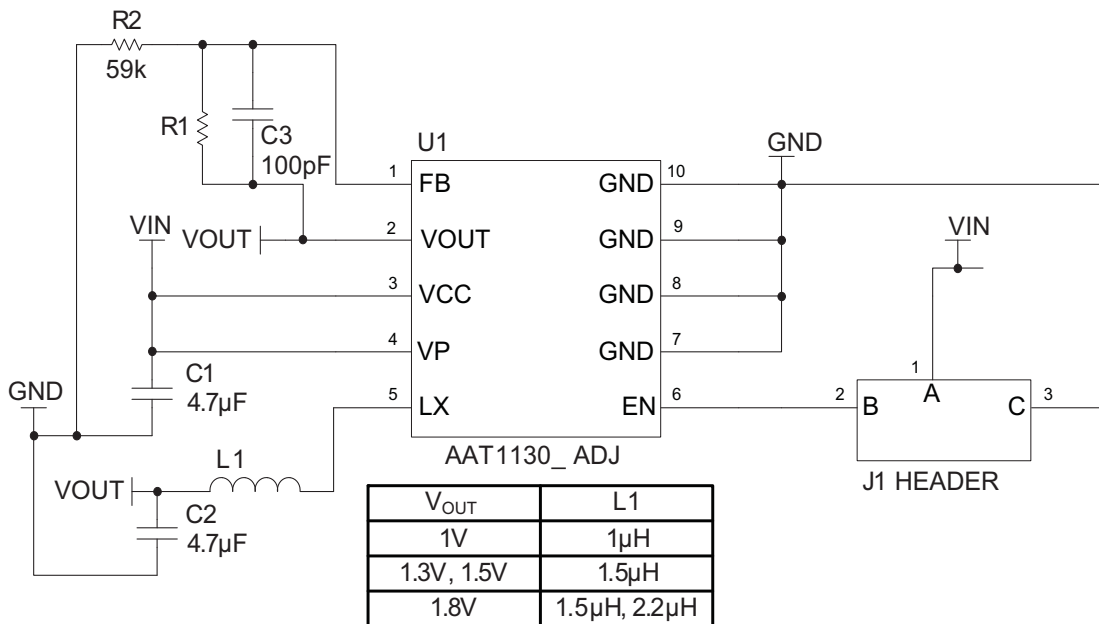 R2
59k
R1
C3
100pF
U1
GND
1
FB
GND
10
VIN
VOUT
2
VOUT
GND
9
VIN
3
VCC
GND
8
4
VP
GND
7
1
C1
4.7µF
GND
5
LX
EN
6
2
B
A
C
3
AAT1130_ ADJ
J1 HEADER
L1
VOUT
C2
4.7µF
VOUT L1
1V 1µH
1.3V, 1.5V 1.5µH
1.8V 1.5µH, 2.2µH